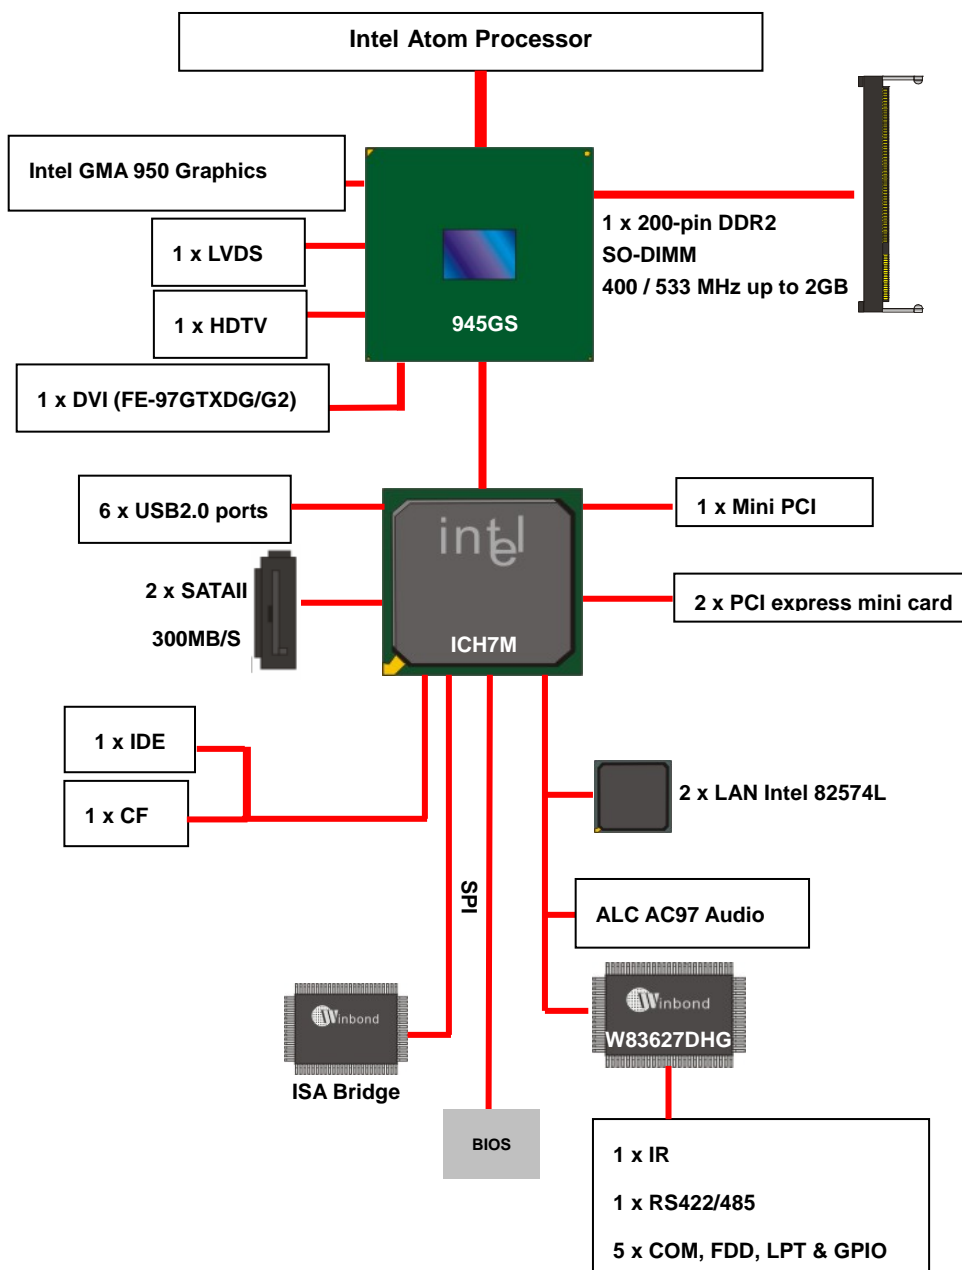 Intel Atom Processor
Intel GMA 950 Graphics
1 x LVDS
1 x HDTV
1 x DVI (FE-97GTXDG/G2)
945GS
1 x 200-pin DDR2
SO-DIMM
400 / 533 MHz up to 2GB
6 x USB2.0 ports
2 x SATAII
300MB/S
intel
ICH7M
1 x Mini PCI
2 x PCI express mini card
1 x IDE
1 x CF
2 x LAN Intel 82574L
SPI
ALC AC97 Audio
Winbond
ISA Bridge
Winbond
W83627DHG
BIOS
1 x IR
1 x RS422/485
5 x COM, FDD, LPT & GPIO